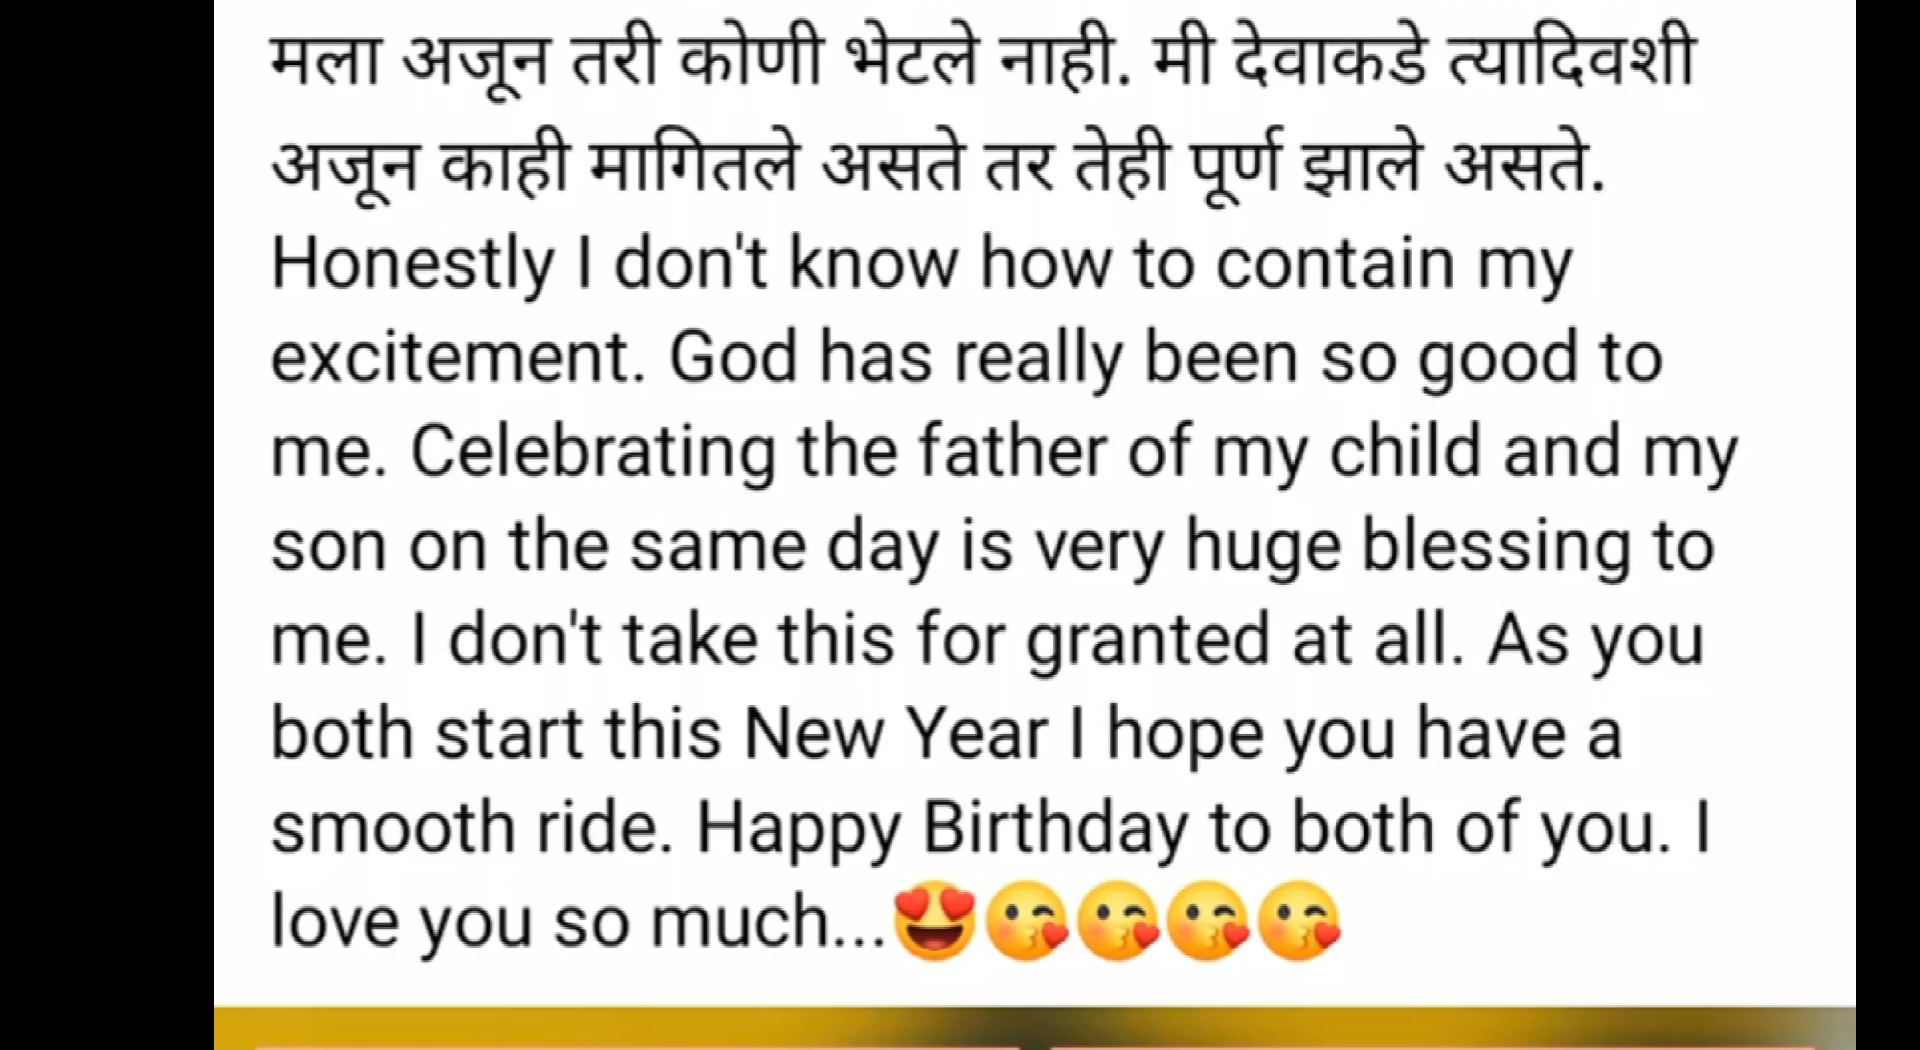 मला अजून तरी कोणी भेटले नाही. मी देवाकडे त्यादिवशी
अजून काही मागितले असते तर तेही पूर्ण झाले असते.
Honestly I don't know how to contain my
excitement. God has really been so good to
me. Celebrating the father of my child and my
son on the same day is very huge blessing to
me. I don't take this for granted at all. As you
both start this New Year I hope you have a
smooth ride. Happy Birthday to both of you. I
love you so much...😍😘😘😘😘